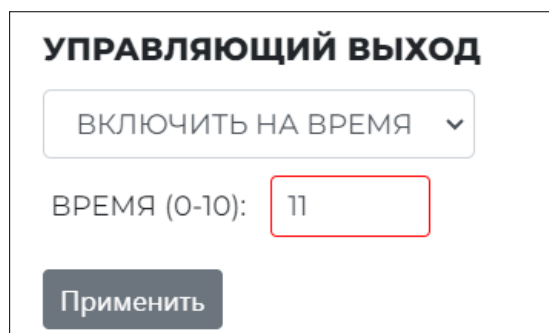 УПРАВЛЯЮЩИЙ ВЫХОД
ВКЛЮЧИТЬ НА ВРЕМЯ
ВРЕМЯ (0-10): 11
Применить